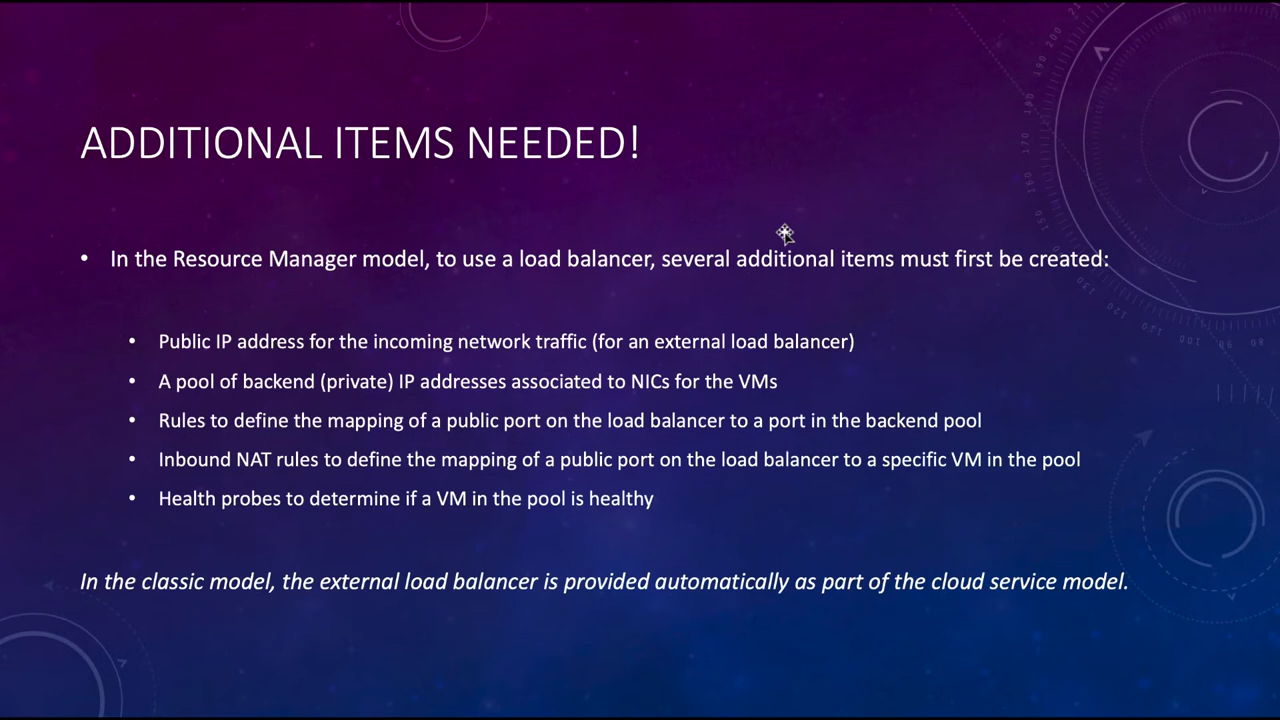 ADDITIONAL ITEMS NEEDED!
• In the Resource Manager model, to use a load balancer, several additional items must first be created:
• Public IP address for the incoming network traffic (for an external load balancer)
• A pool of backend (private) IP addresses associated to NICs for the VMs
• Rules to define the mapping of a public port on the load balancer to a port in the backend pool
• Inbound NAT rules to define the mapping of a public port on the load balancer to a specific VM in the pool
• Health probes to determine if a VM in the pool is healthy
In the classic model, the external load balancer is provided automatically as part of the cloud service model.